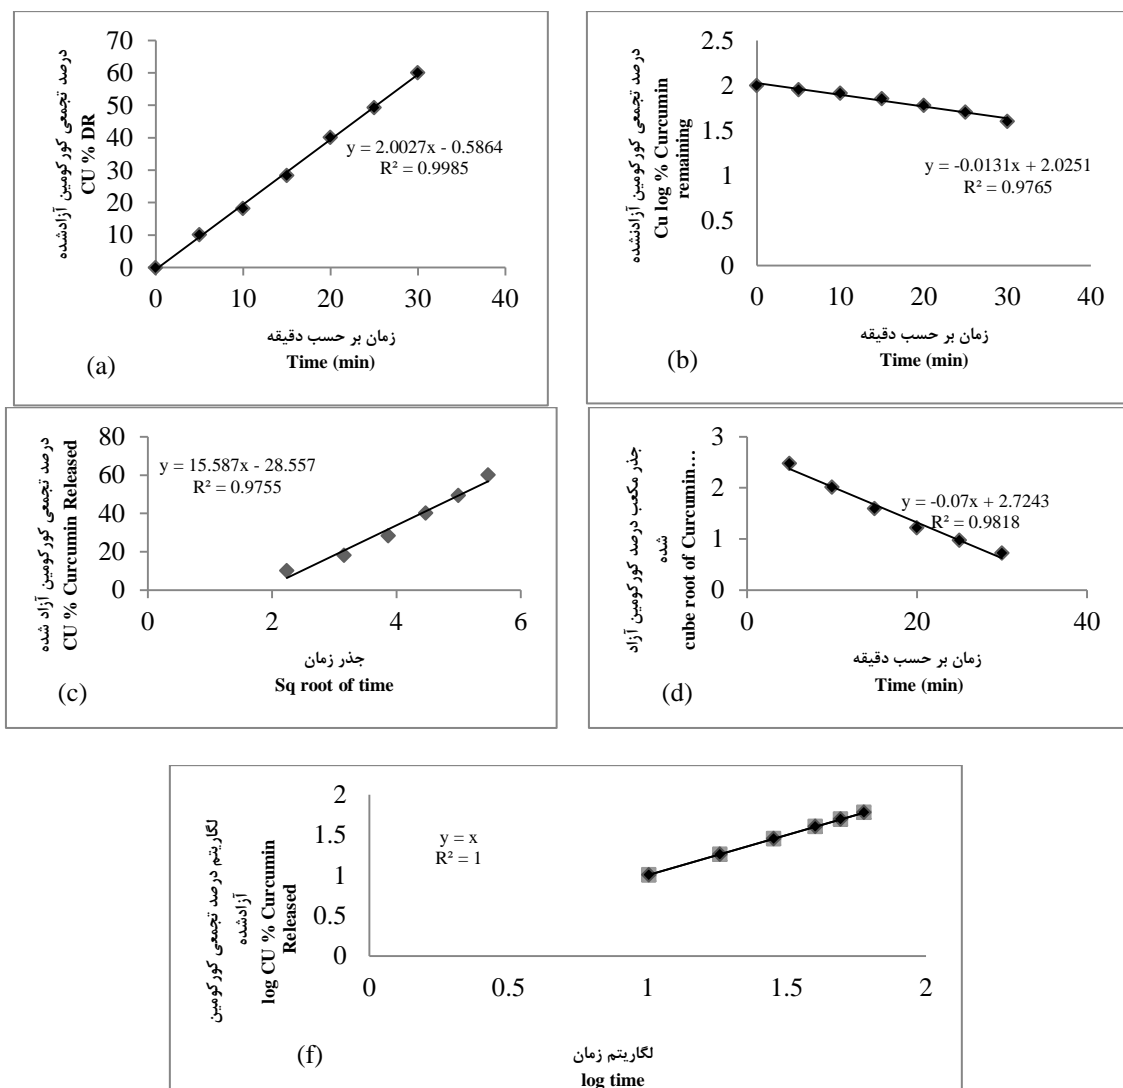 درصد تجمعی کورکومین آزادشده
CU % DR
70
60
50
40
30
20
10
0
y = 2.0027x - 0.5864
R² = 0.9985
0 10 20 30 40
زمان بر حسب دقیقه
Time (min)
(a)
درصد تجمعی کورکومین آزادنشده
Cu log % Curcumin
remaining
2.5
2
1.5
1
0.5
0
y = -0.0131x + 2.0251
R² = 0.9765
0 10 20 30 40
زمان بر حسب دقیقه
Time (min)
(b)
درصد تجمعی کورکومین آزاد شده
CU % Curcumin Released
80
60
40
20
0
y = 15.587x - 28.557
R² = 0.9755
0 2 4 6
جذر زمان
Sq root of time
(c)
جذر مکعب درصد کورکومین آزاد
شده
cube root of Curcumin…
3
2
1
0
y = -0.07x + 2.7243
R² = 0.9818
0 20 40
زمان بر حسب دقیقه
Time (min)
(d)
لگاریتم درصد تجمعی کورکومین
آزادشده
log CU % Curcumin
Released
2
1.5
1
0.5
0
y = x
R² = 1
0 0.5 1 1.5 2
لگاریتم زمان
log time
(f)